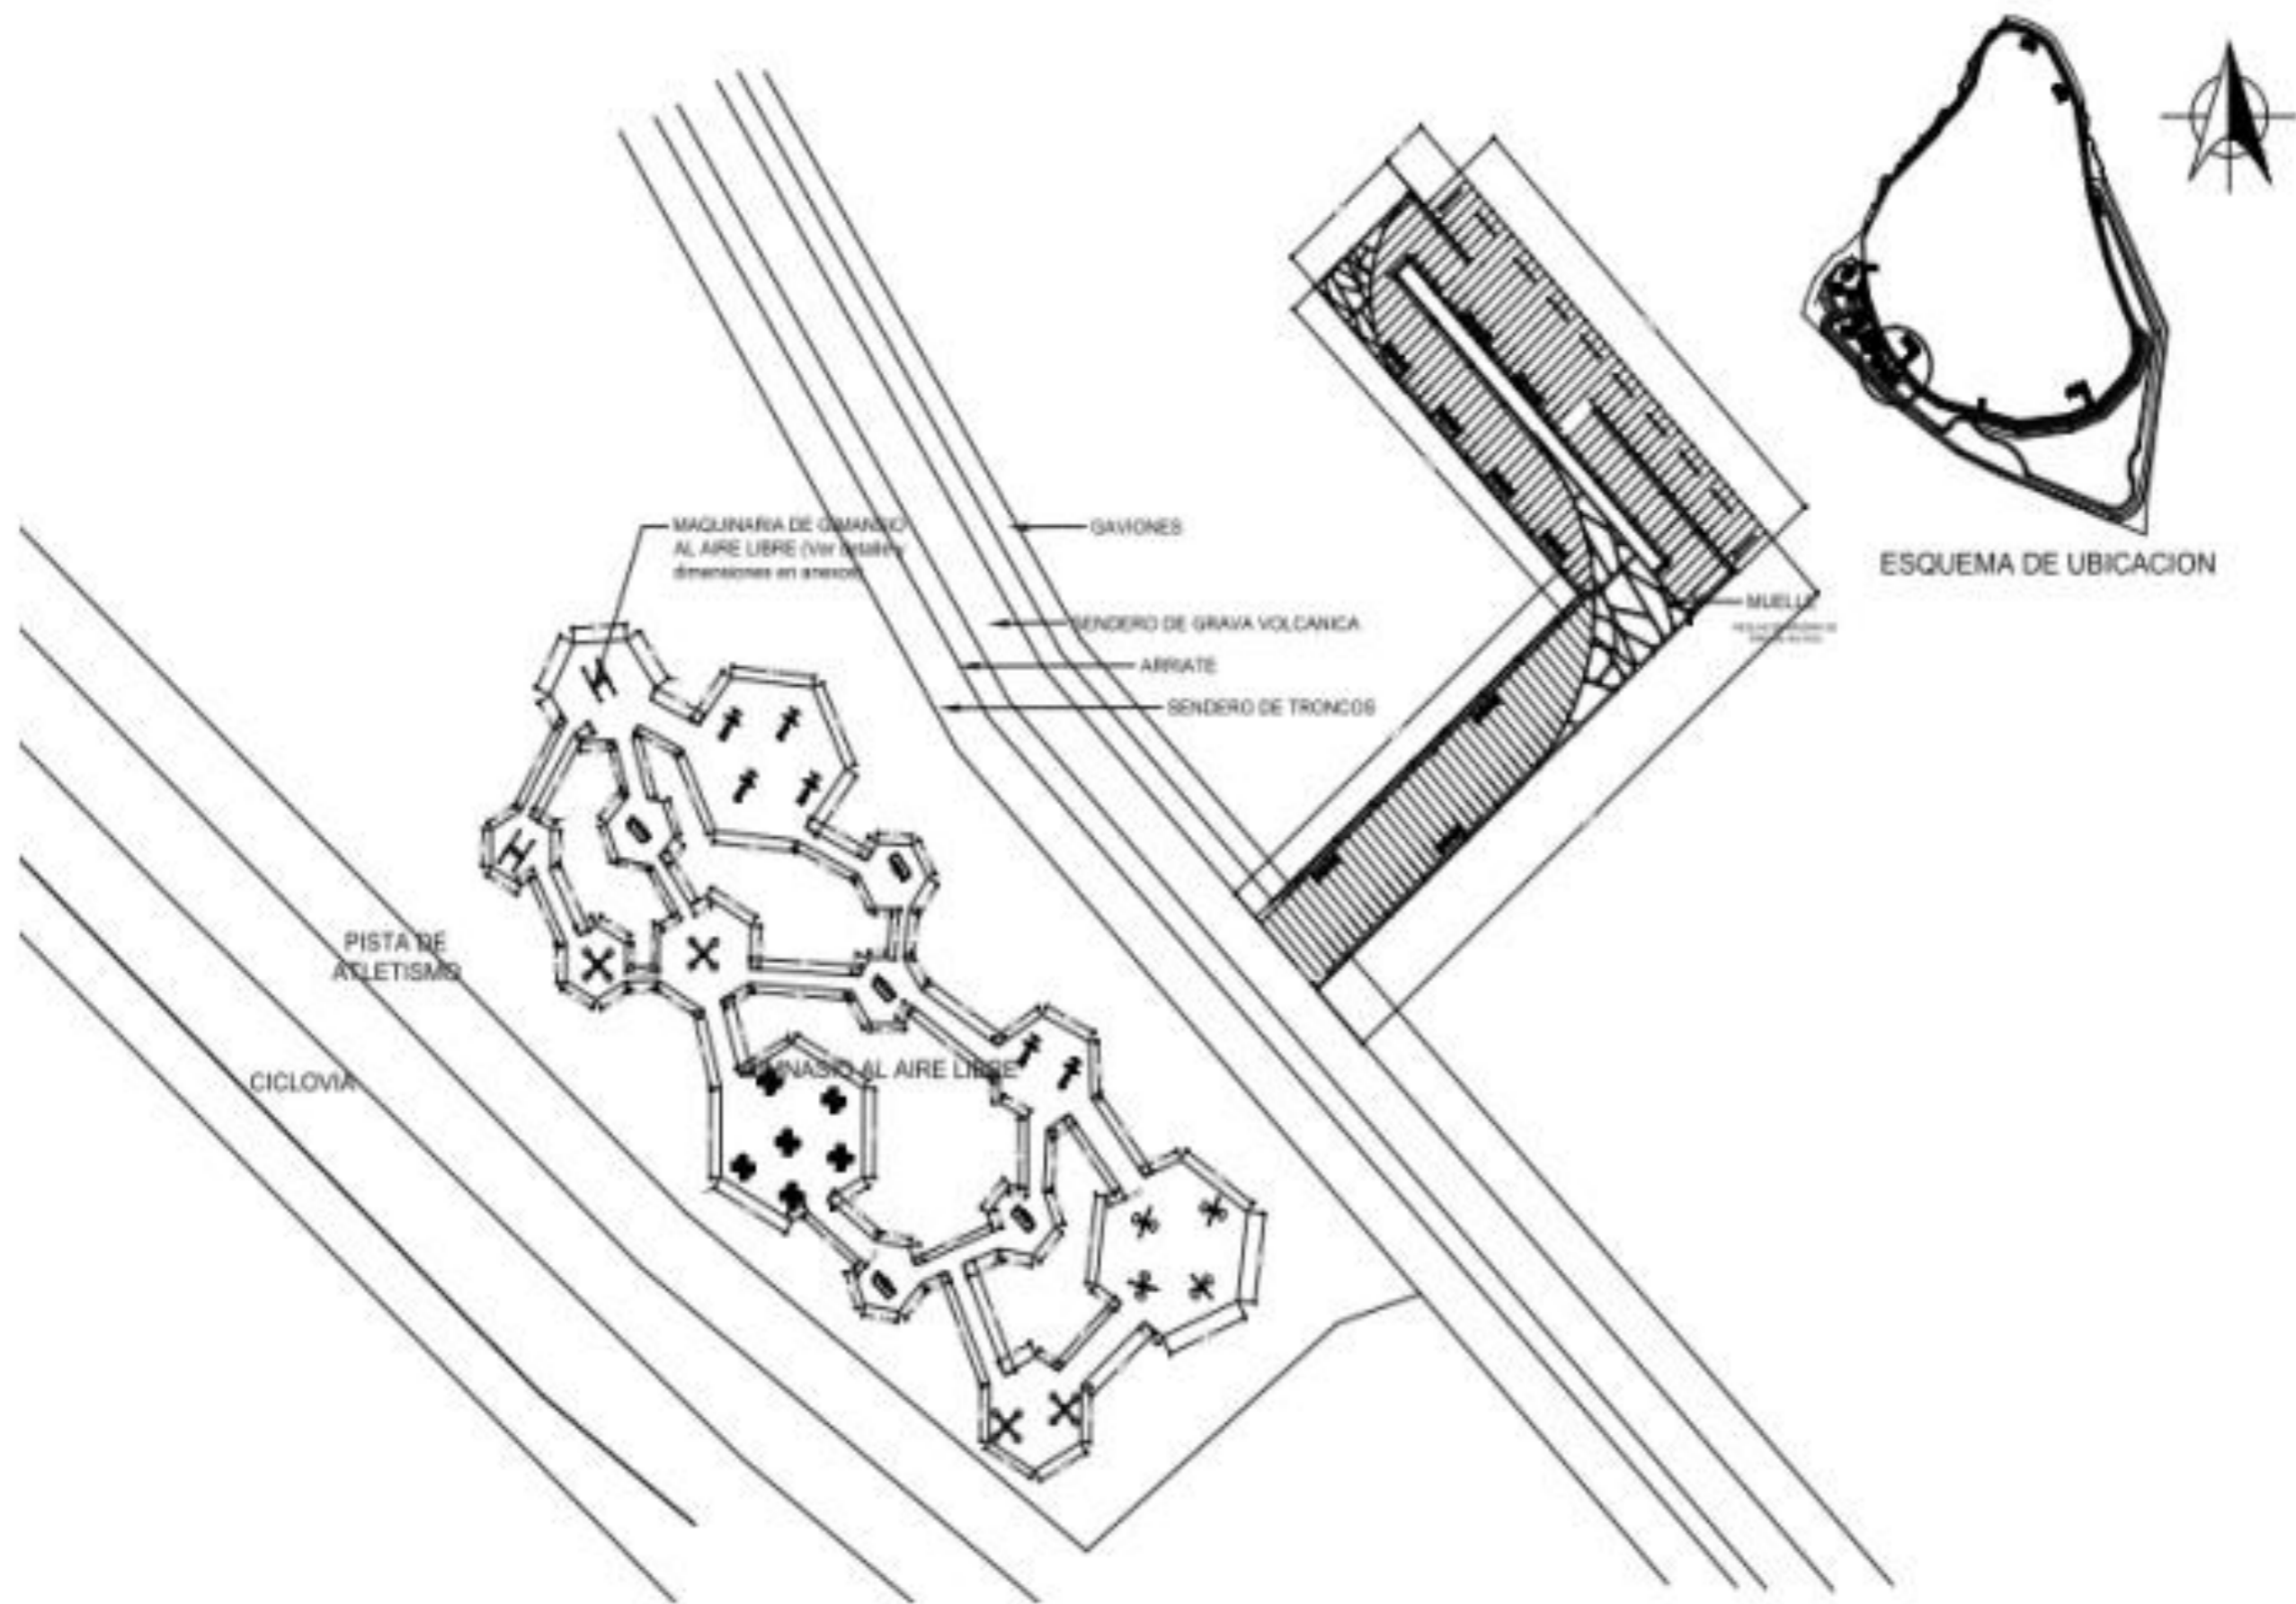 MAQUINARIA DE GIMANSIO
AL AIRE LIBRE (Ver detalle y
dimensiones en anexos)
GAVIONES
ESQUEMA DE UBICACION
MUELLE
SENDERO DE GRAVA VOLCANICA
ARRIATE
SENDERO DE TRONCOS
PISTA DE
ATLETISMO
GIMNASIO AL AIRE LIBRE
CICLOVIA